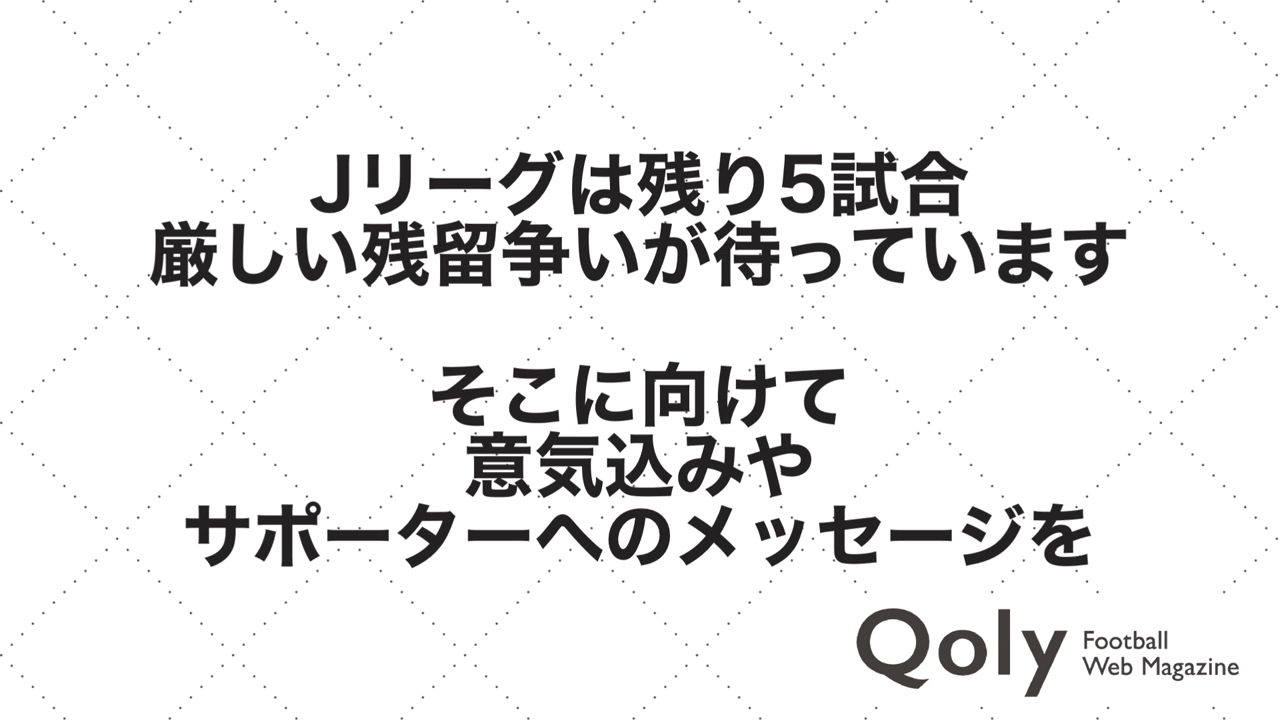 Jリーグは残り5試合
厳しい残留争いが待っています
そこに向けて
意気込みや
サポーターへのメッセージを
Qoly
Football
Web Magazine